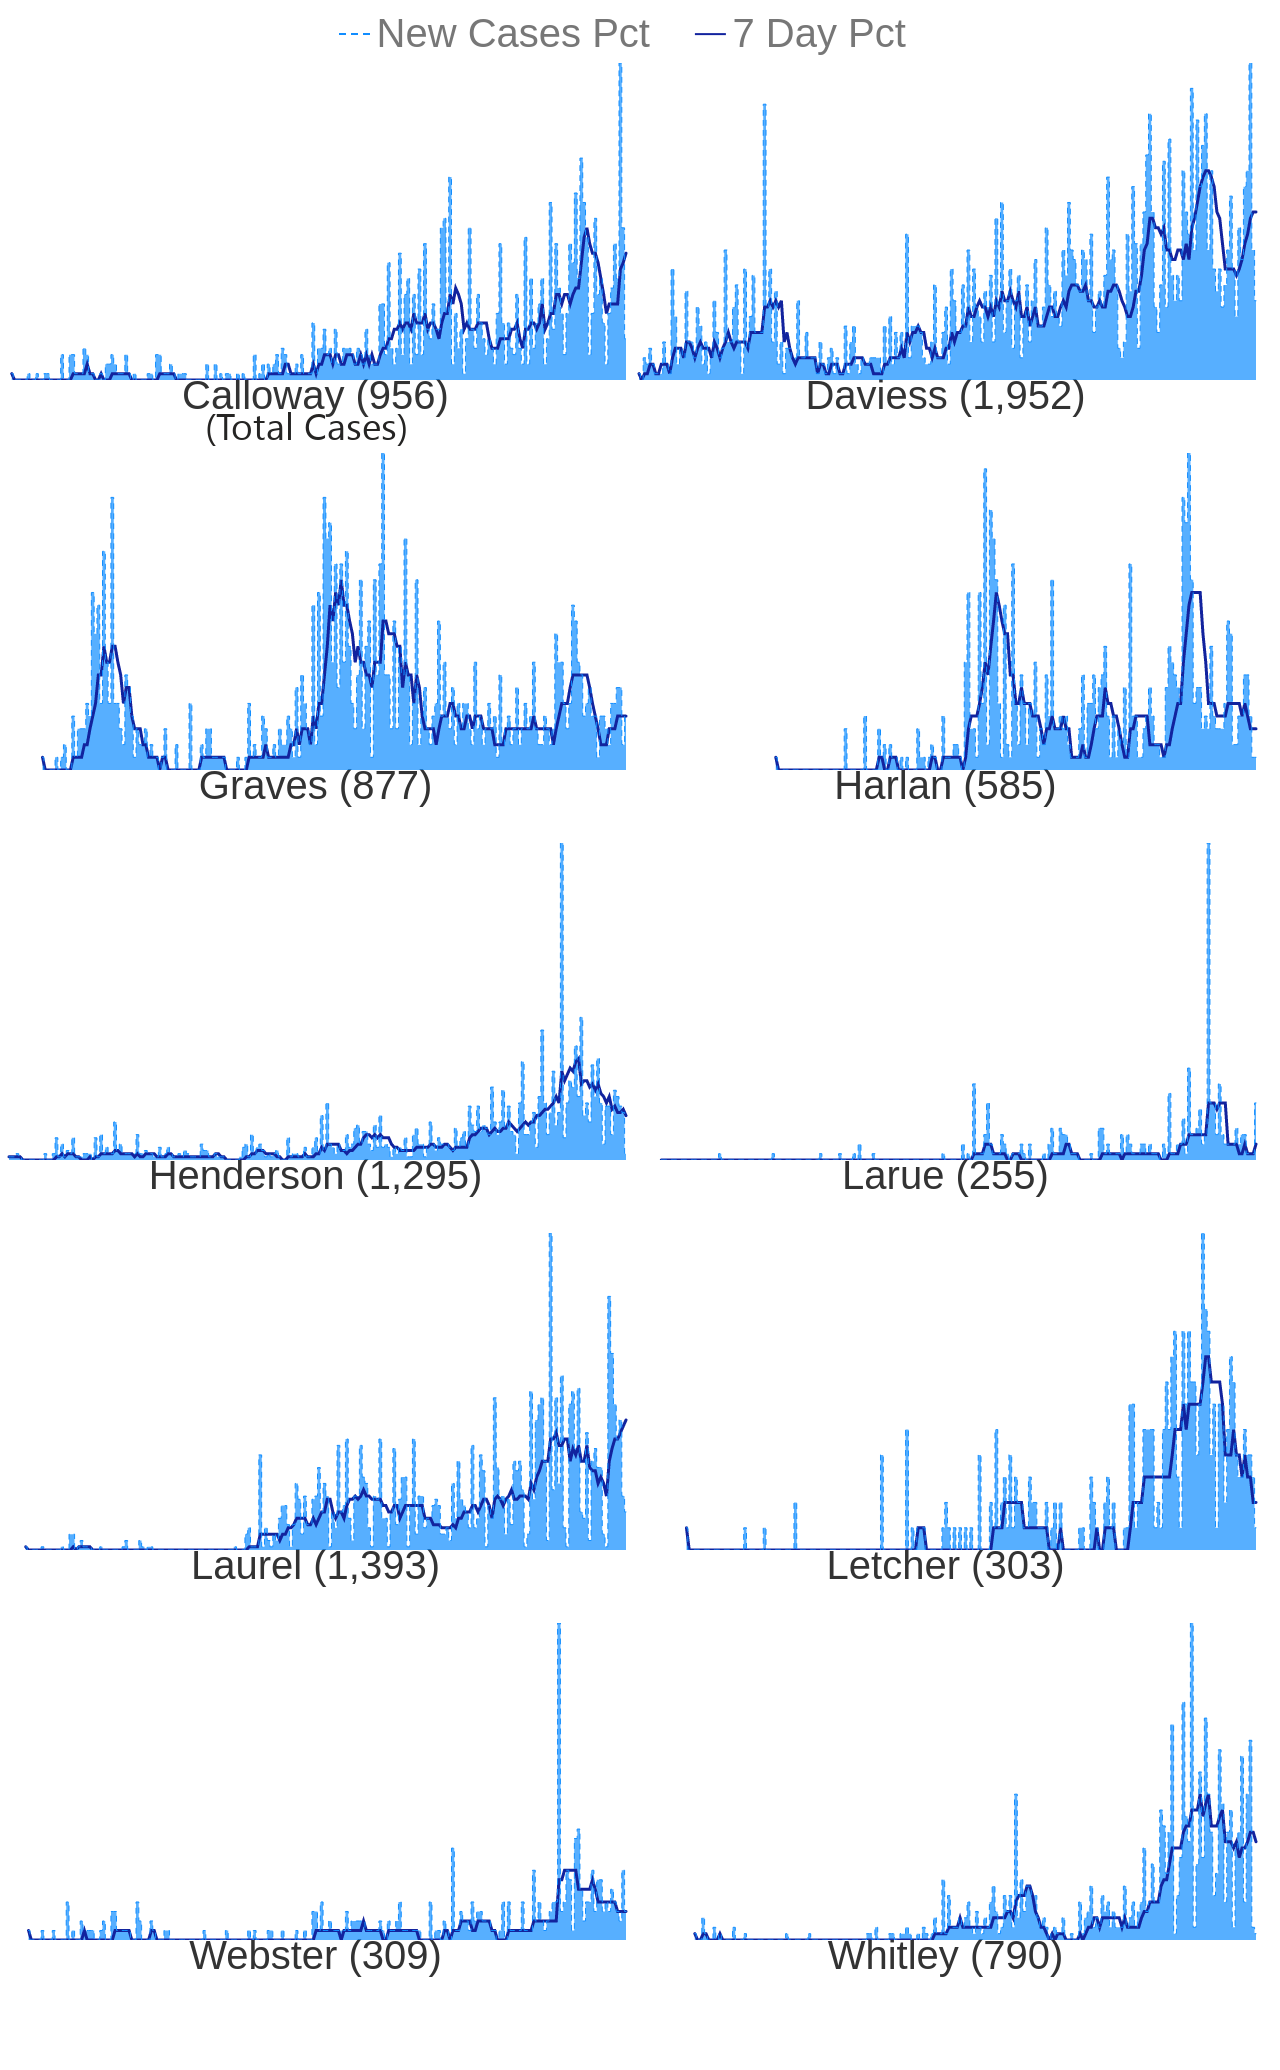 New Cases Pct 7 Day Pct
Calloway (956) Daviess (1,952)
(Total Cases)
Graves (877) Harlan (585)
Henderson (1,295) Larue (255)
Laurel (1,393) Letcher (303)
Webster (309) Whitley (790)